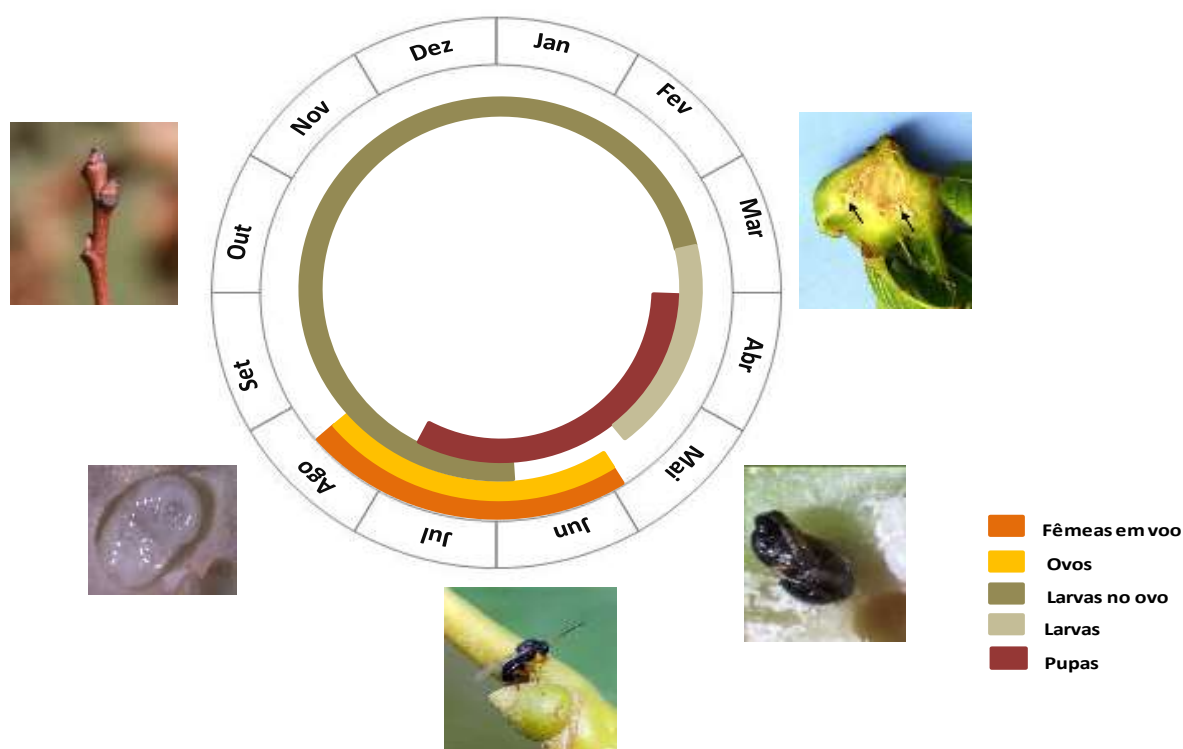 Jan
Fev
Mar
Abr
Mai
Jun
Jul
Ago
Set
Out
Nov
Dez
Fêmeas em voo
Ovos
Larvas no ovo
Larvas
Pupas